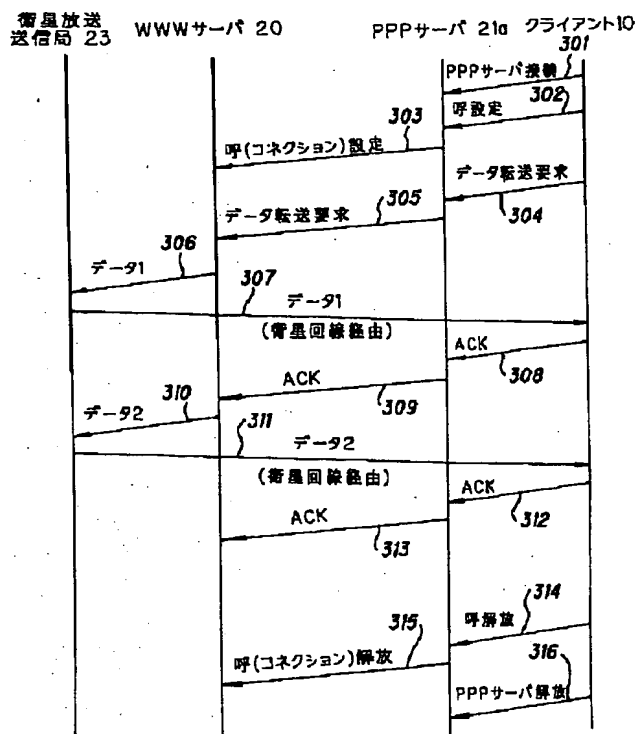 衛星放送
送信局 23
WWWサーバ 20
PPPサーバ 21a
クライアント10
301
PPPサーバ接続
302
呼設定
303
呼(コネクション)設定
データ転送要求
304
305
データ転送要求
306
データ1
307
データ1
(衛星回線経由)
ACK
308
ACK
309
310
データ2
311
データ2
(衛星回線経由)
ACK
312
ACK
313
314
呼解放
315
呼(コネクション)解放
316
PPPサーバ解放